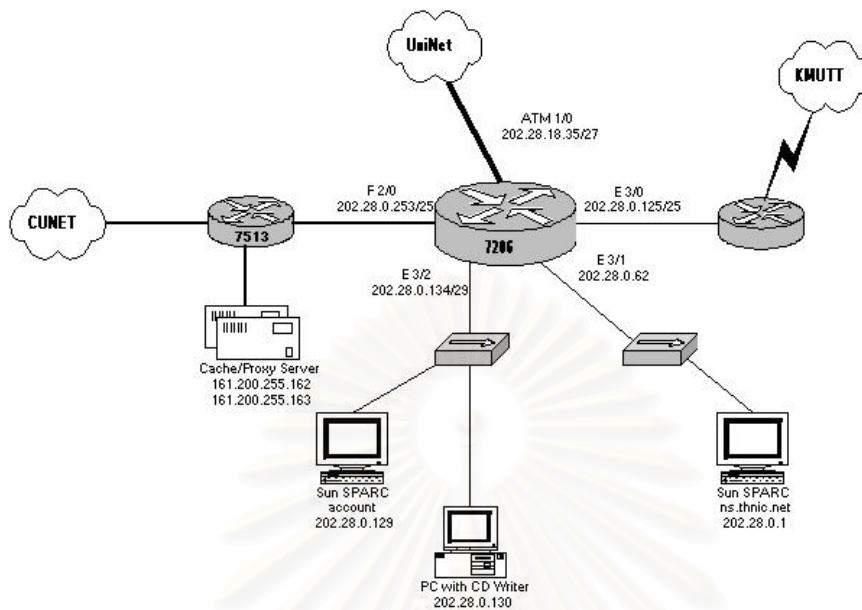 UniNet
KMUTT
ATM 1/0
202.28.18.35/27
F 2/0
202.28.0.253/25
E 3/0
202.28.0.125/25
CUNET
7513
7206
E 3/2
202.28.0.134/29
E 3/1
202.28.0.62
Cache/Proxy Server
161.200.255.162
161.200.255.163
Sun SPARC
account
202.28.0.129
Sun SPARC
ns.thnic.net
202.28.0.1
PC with CD Writer
202.28.0.130